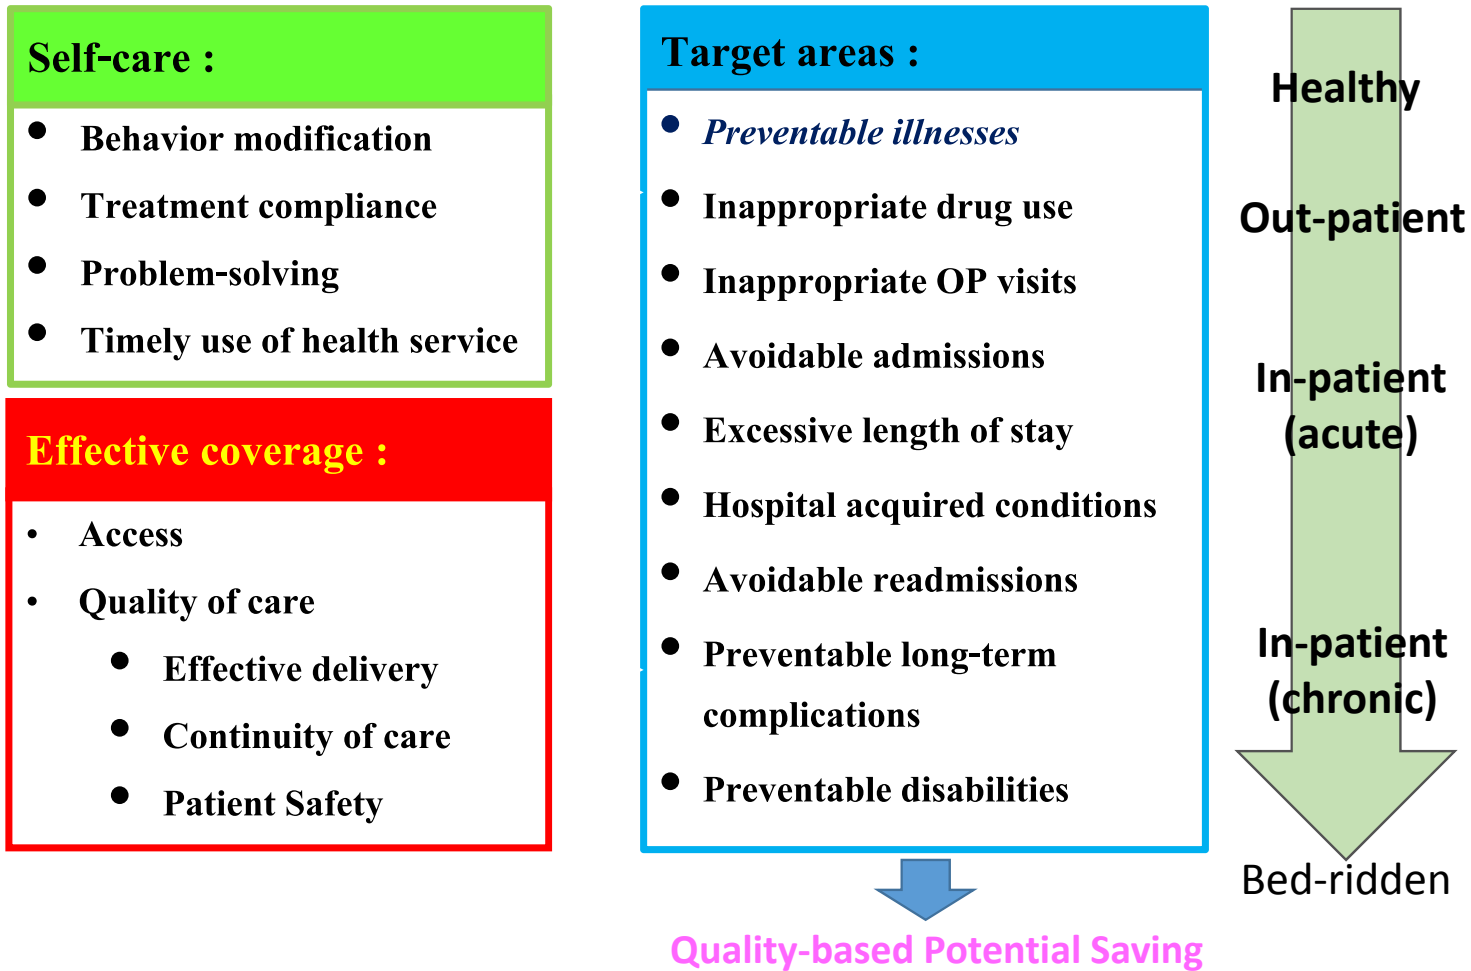 Self-care :
• Behavior modification
• Treatment compliance
• Problem-solving
• Timely use of health service
Effective coverage :
• Access
• Quality of care
• Effective delivery
• Continuity of care
• Patient Safety
Target areas :
• Preventable illnesses
• Inappropriate drug use
• Inappropriate OP visits
• Avoidable admissions
• Excessive length of stay
• Hospital acquired conditions
• Avoidable readmissions
• Preventable long-term
complications
• Preventable disabilities
Quality-based Potential Saving
Healthy
Out-patient
In-patient
(acute)
In-patient
(chronic)
Bed-ridden